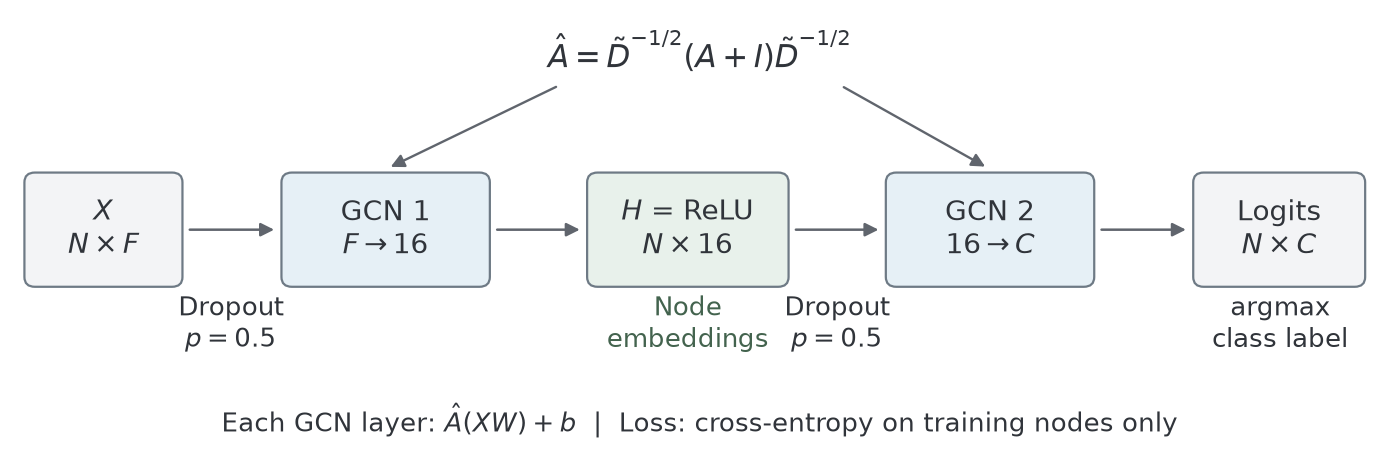 Â = D̃^{−1/2}(A + I)D̃^{−1/2}
X
N × F
GCN 1
F → 16
H = ReLU
N × 16
GCN 2
16 → C
Logits
N × C
Dropout
p = 0.5
Node
embeddings
Dropout
p = 0.5
argmax
class label
Each GCN layer: Â(XW) + b | Loss: cross-entropy on training nodes only